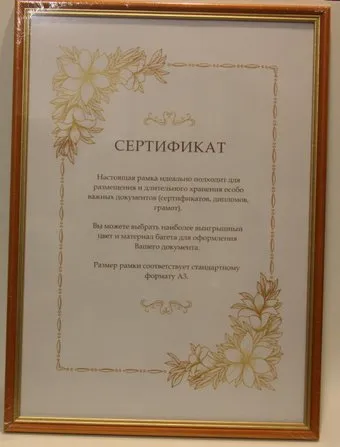 СЕРТИФИКАТ
Настоящая рамка идеально подходит для
размещения и длительного хранения особо
важных документов (сертификатов, дипломов,
грамот).
Вы можете выбрать наиболее выигрышный
цвет и материал багета для оформления
Вашего документа.
Размер рамки соответствует стандартному
формату А3.